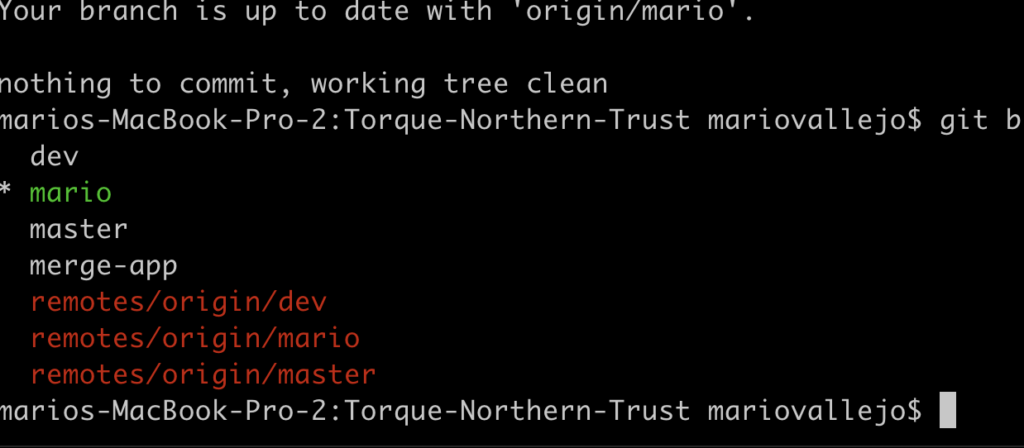 Your branch is up to date with 'origin/mario'.
nothing to commit, working tree clean
marios-MacBook-Pro-2:Torque-Northern-Trust mariovallejo$ git b
dev
* mario
master
merge-app
remotes/origin/dev
remotes/origin/mario
remotes/origin/master
marios-MacBook-Pro-2:Torque-Northern-Trust mariovallejo$